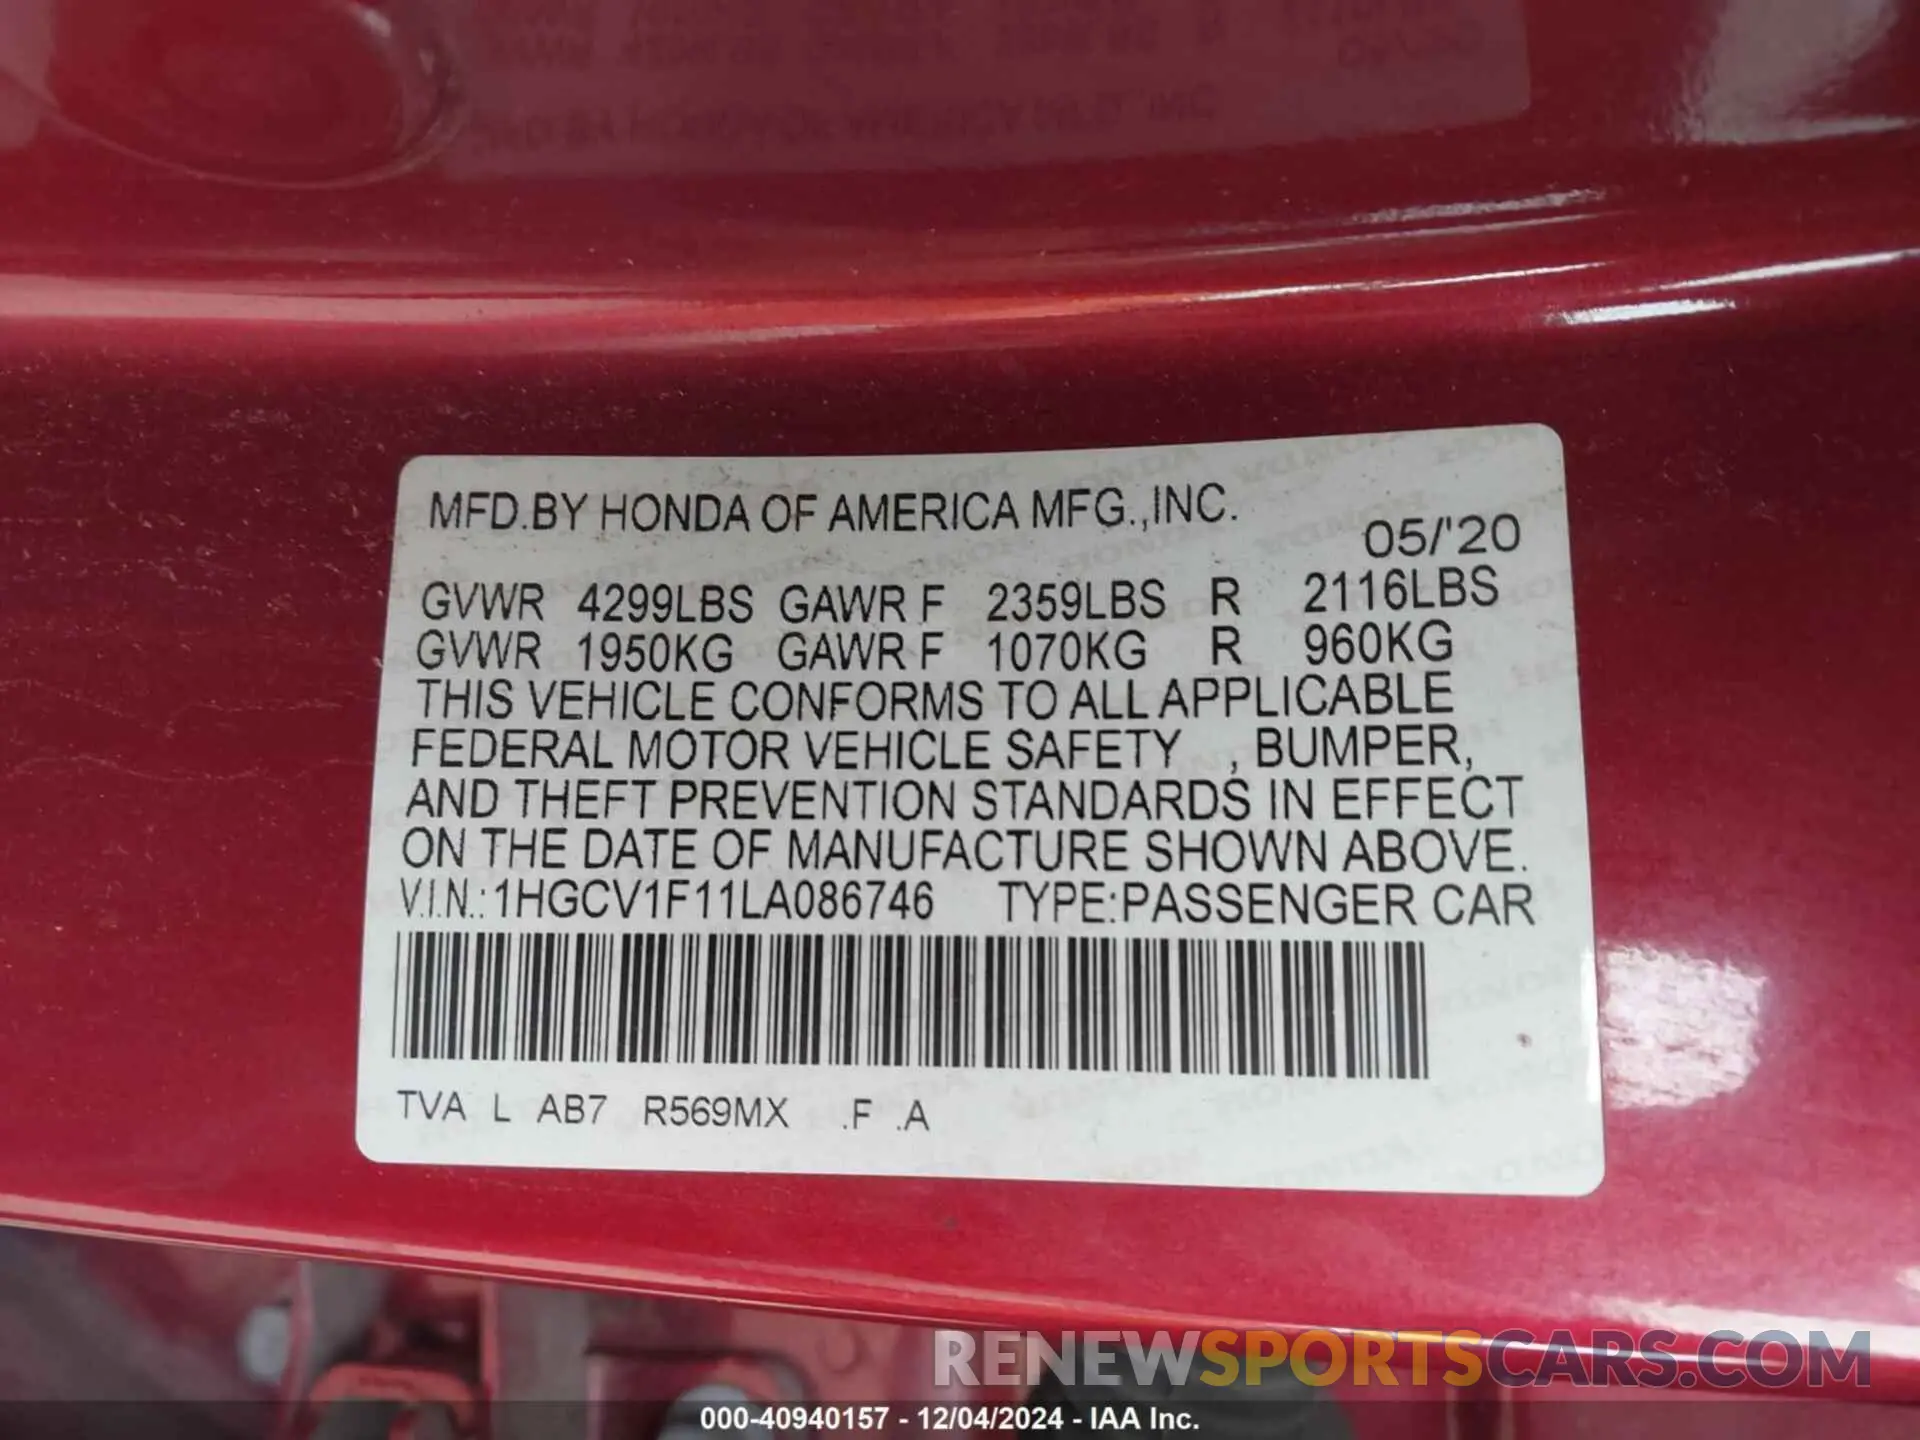 MFD.BY HONDA OF AMERICA MFG.,INC.
05/'20
GVWR 4299LBS GAWR F 2359LBS R 2116LBS
GVWR 1950KG GAWR F 1070KG R 960KG
THIS VEHICLE CONFORMS TO ALL APPLICABLE
FEDERAL MOTOR VEHICLE SAFETY , BUMPER,
AND THEFT PREVENTION STANDARDS IN EFFECT
ON THE DATE OF MANUFACTURE SHOWN ABOVE.
V.I.N.:1HGCV1F11LA086746 TYPE:PASSENGER CAR
TVA L AB7 R569MX .F .A
RENEWSPORTSCARS.COM
000-40940157 - 12/04/2024 - IAA Inc.